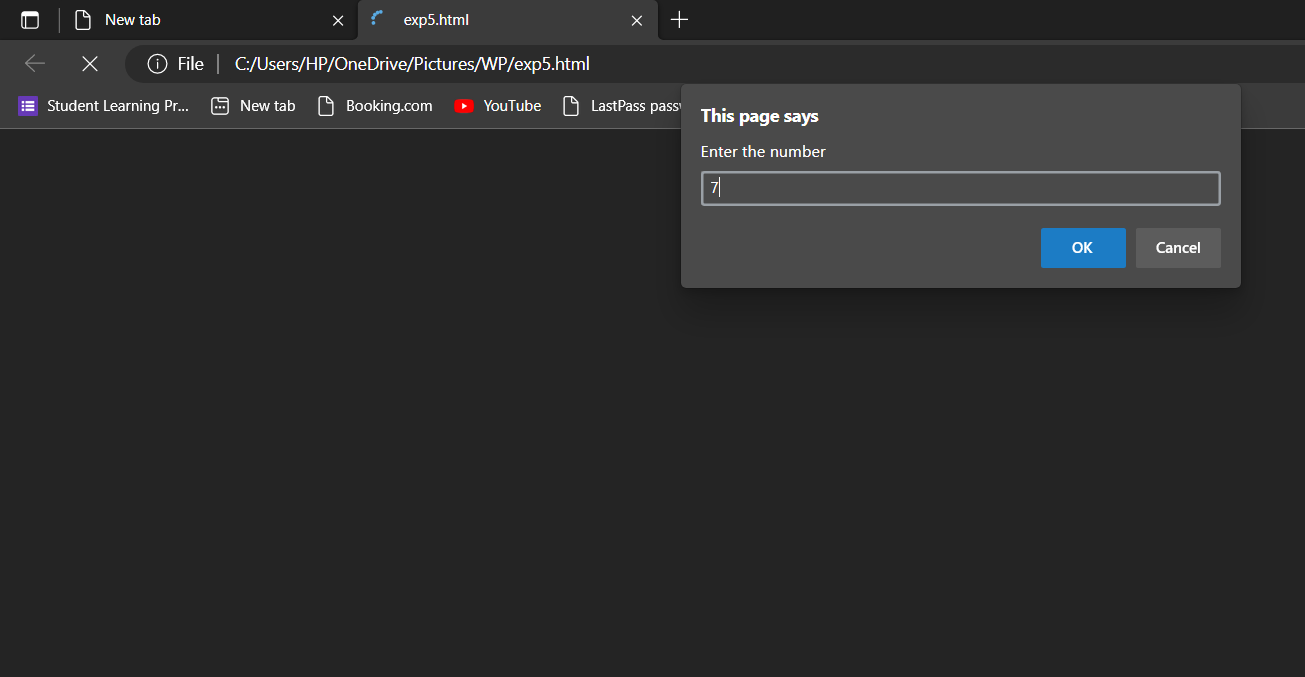 New tab
exp5.html
File
C:/Users/HP/OneDrive/Pictures/WP/exp5.html
Student Learning Pr...
New tab
Booking.com
YouTube
LastPass passw
This page says
Enter the number
7
OK
Cancel